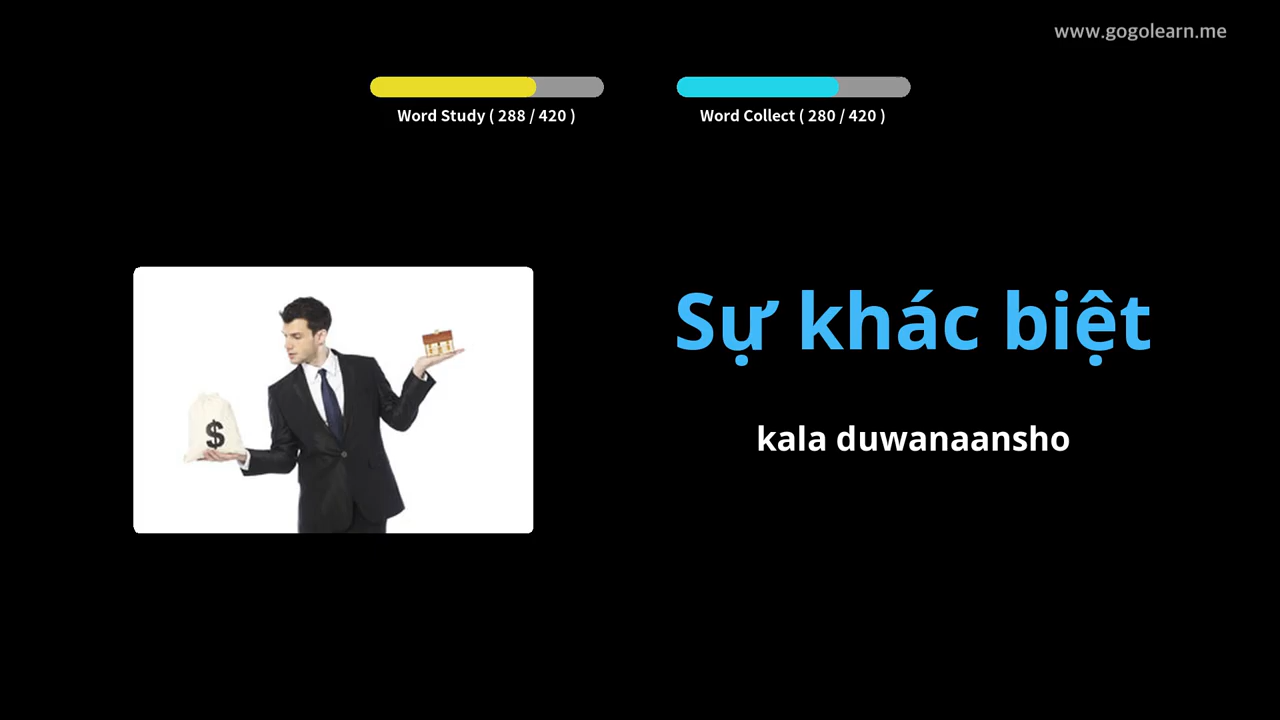 www.gogolearn.me
Word Study ( 288 / 420 )
Word Collect ( 280 / 420 )
Sự khác biệt
kala duwanaansho
$